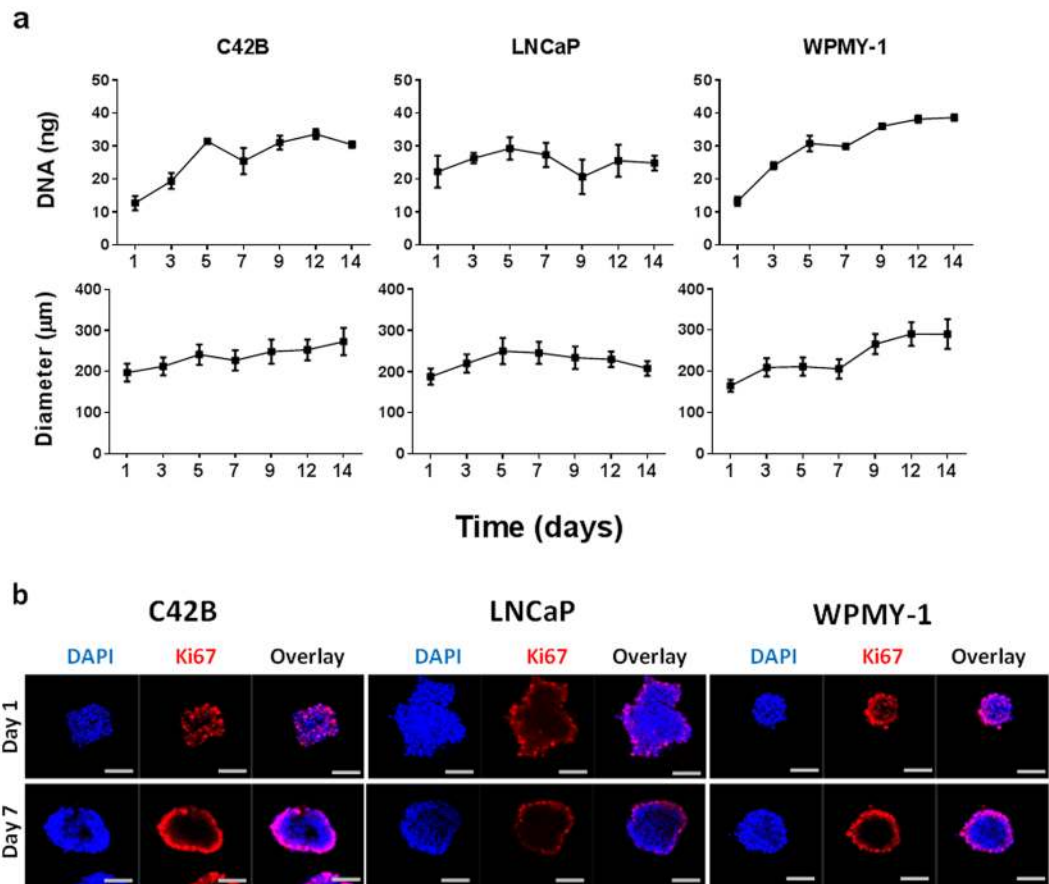 a
C42B LNCaP WPMY-1
DNA (ng)
50 50 50
40 40 40
30 30 30
20 20 20
10 10 10
0 0 0
1 3 5 7 9 12 14 1 3 5 7 9 12 14 1 3 5 7 9 12 14
Diameter (µm)
400 400 400
300 300 300
200 200 200
100 100 100
0 0 0
1 3 5 7 9 12 14 1 3 5 7 9 12 14 1 3 5 7 9 12 14
Time (days)
b
C42B LNCaP WPMY-1
DAPI Ki67 Overlay DAPI Ki67 Overlay DAPI Ki67 Overlay
Day 1
Day 7